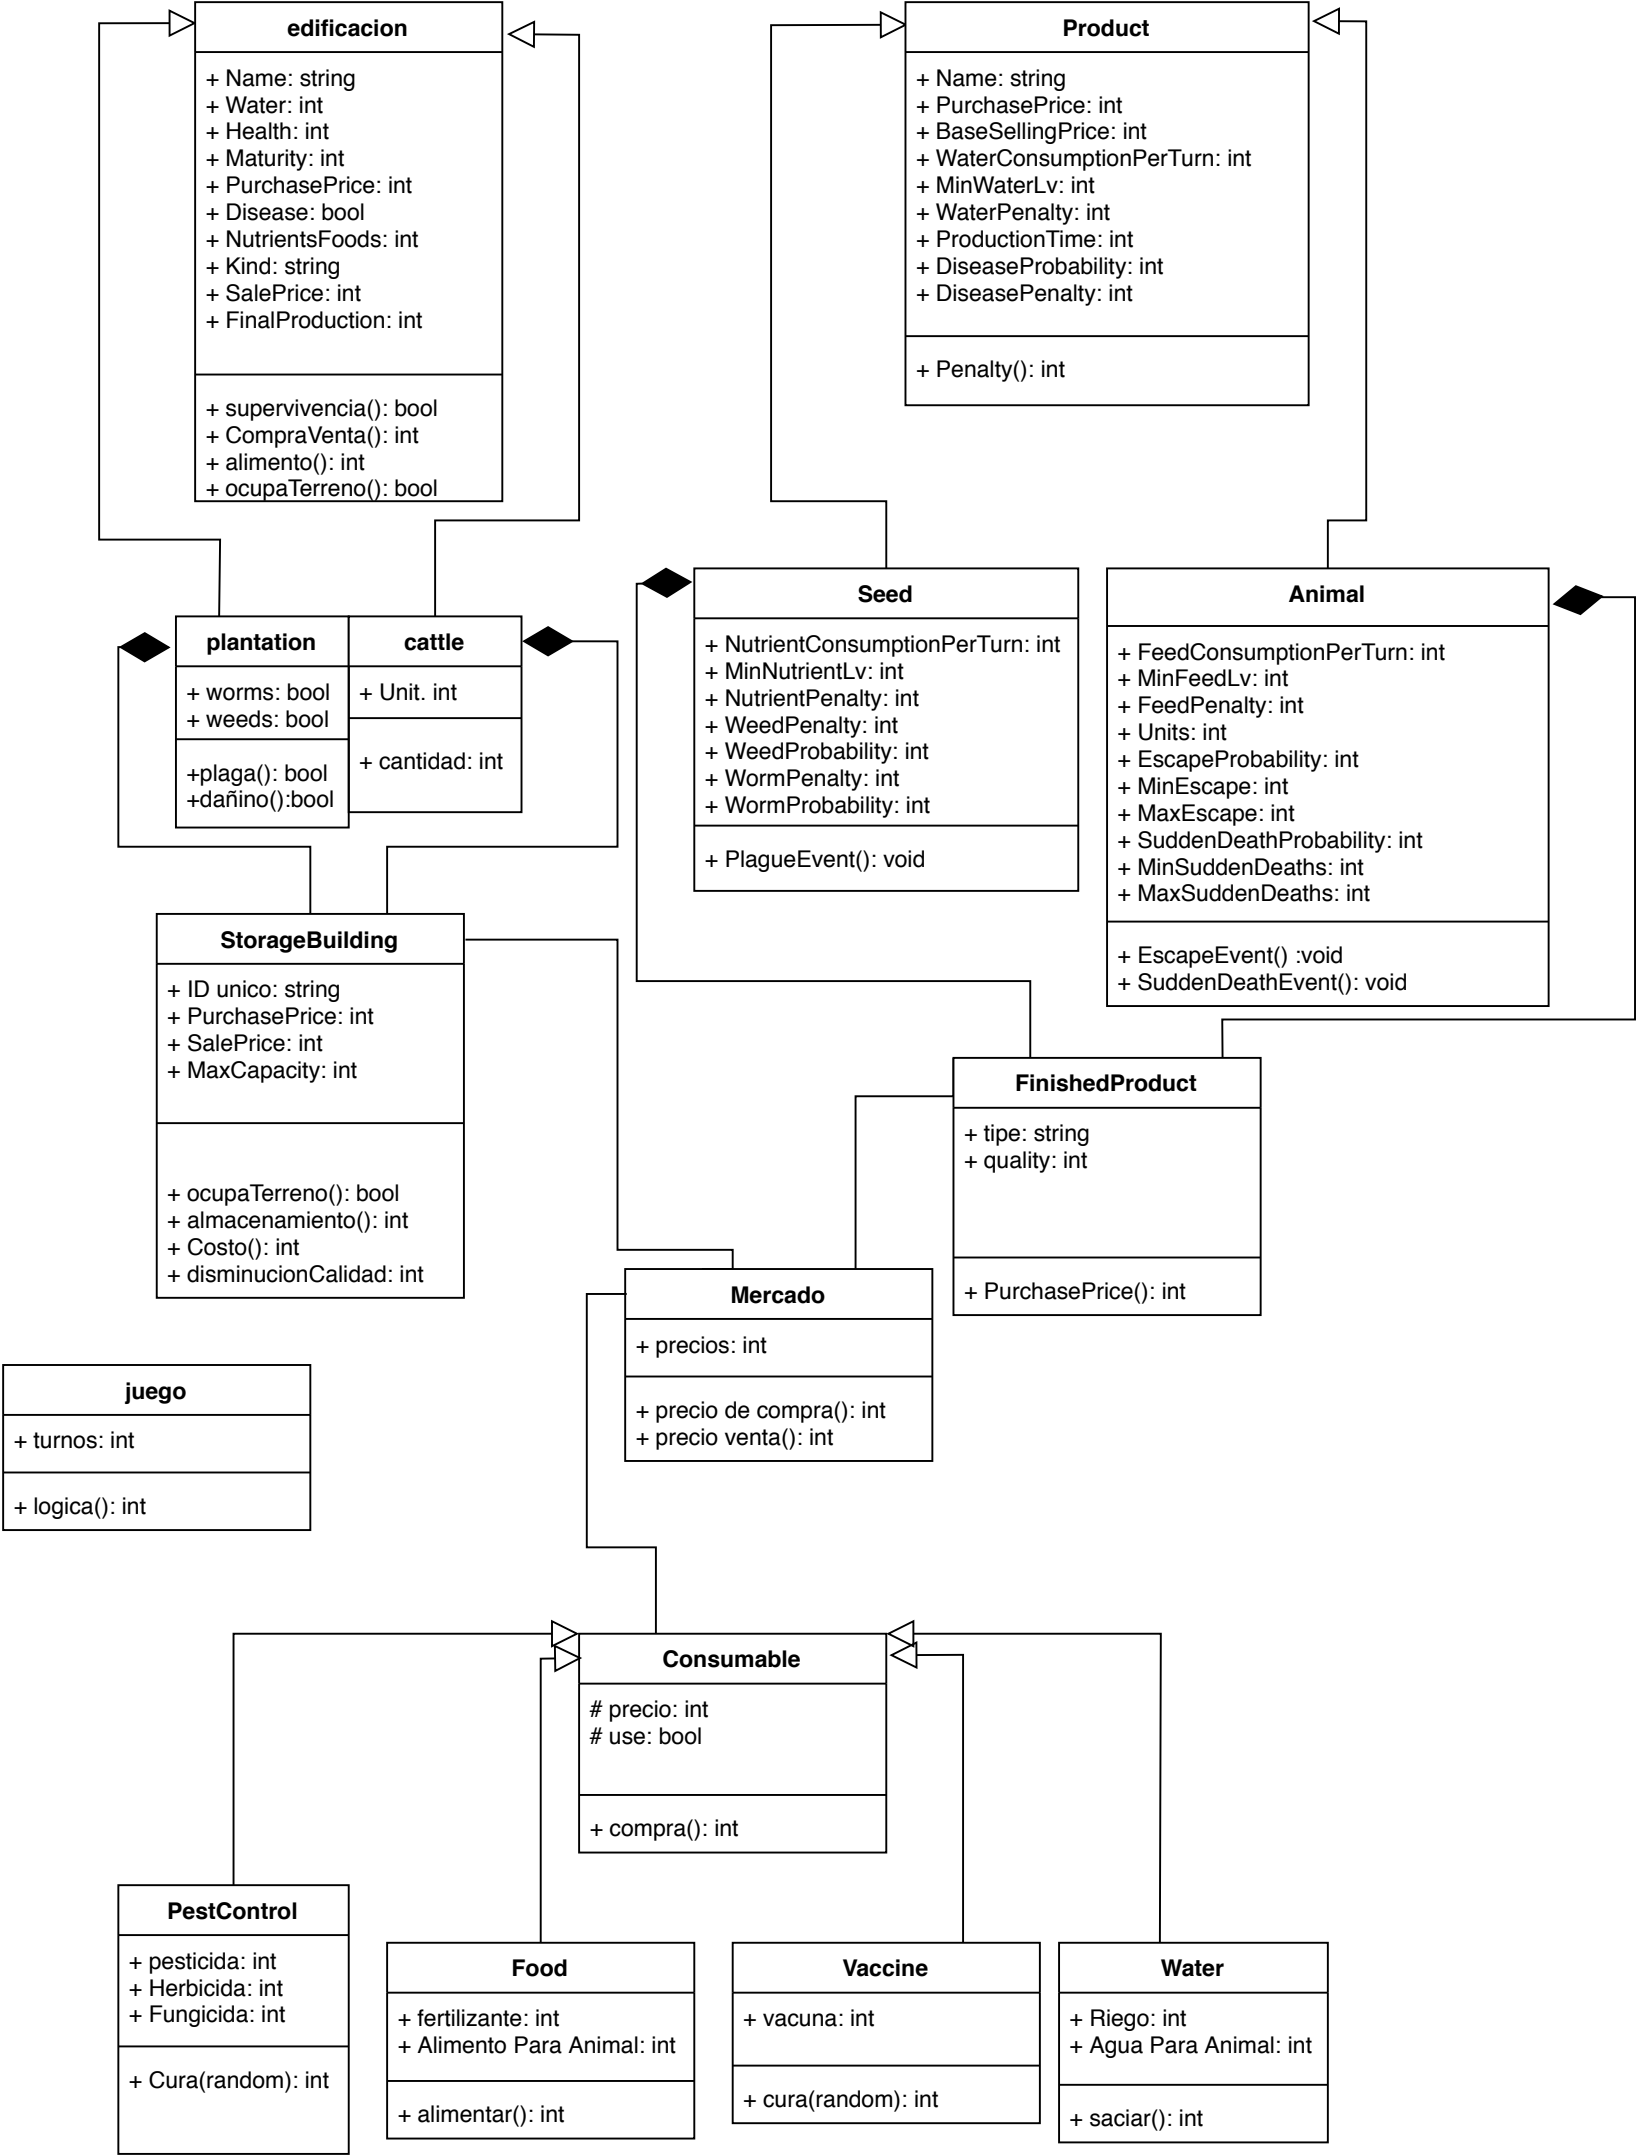 edificacion
+ Name: string
+ Water: int
+ Health: int
+ Maturity: int
+ PurchasePrice: int
+ Disease: bool
+ NutrientsFoods: int
+ Kind: string
+ SalePrice: int
+ FinalProduction: int
+ supervivencia(): bool
+ CompraVenta(): int
+ alimento(): int
+ ocupaTerreno(): bool
Product
+ Name: string
+ PurchasePrice: int
+ BaseSellingPrice: int
+ WaterConsumptionPerTurn: int
+ MinWaterLv: int
+ WaterPenalty: int
+ ProductionTime: int
+ DiseaseProbability: int
+ DiseasePenalty: int
+ Penalty(): int
plantation
+ worms: bool
+ weeds: bool
+plaga(): bool
+dañino():bool
cattle
+ Unit. int
+ cantidad: int
Seed
+ NutrientConsumptionPerTurn: int
+ MinNutrientLv: int
+ NutrientPenalty: int
+ WeedPenalty: int
+ WeedProbability: int
+ WormPenalty: int
+ WormProbability: int
+ PlagueEvent(): void
Animal
+ FeedConsumptionPerTurn: int
+ MinFeedLv: int
+ FeedPenalty: int
+ Units: int
+ EscapeProbability: int
+ MinEscape: int
+ MaxEscape: int
+ SuddenDeathProbability: int
+ MinSuddenDeaths: int
+ MaxSuddenDeaths: int
+ EscapeEvent() :void
+ SuddenDeathEvent(): void
StorageBuilding
+ ID unico: string
+ PurchasePrice: int
+ SalePrice: int
+ MaxCapacity: int
+ ocupaTerreno(): bool
+ almacenamiento(): int
+ Costo(): int
+ disminucionCalidad: int
FinishedProduct
+ tipe: string
+ quality: int
+ PurchasePrice(): int
Mercado
+ precios: int
+ precio de compra(): int
+ precio venta(): int
juego
+ turnos: int
+ logica(): int
Consumable
# precio: int
# use: bool
+ compra(): int
PestControl
+ pesticida: int
+ Herbicida: int
+ Fungicida: int
+ Cura(random): int
Food
+ fertilizante: int
+ Alimento Para Animal: int
+ alimentar(): int
Vaccine
+ vacuna: int
+ cura(random): int
Water
+ Riego: int
+ Agua Para Animal: int
+ saciar(): int